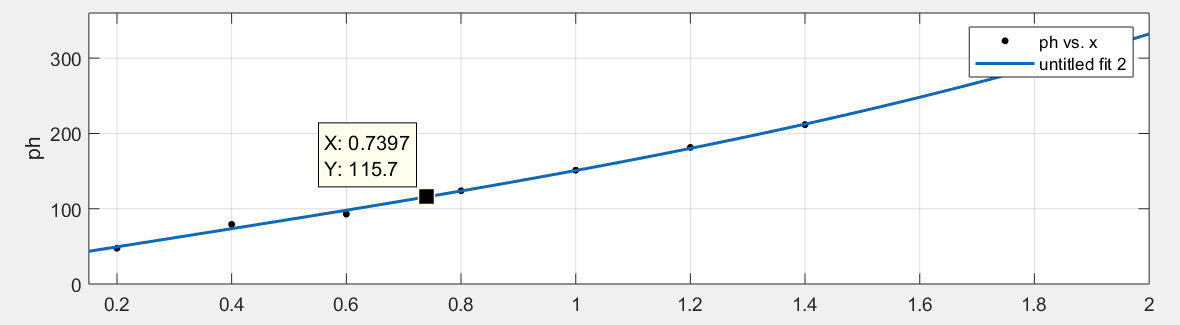 ph vs. x
untitled fit 2
300
200
100
0
ph
X: 0.7397
Y: 115.7
0.2 0.4 0.6 0.8 1 1.2 1.4 1.6 1.8 2